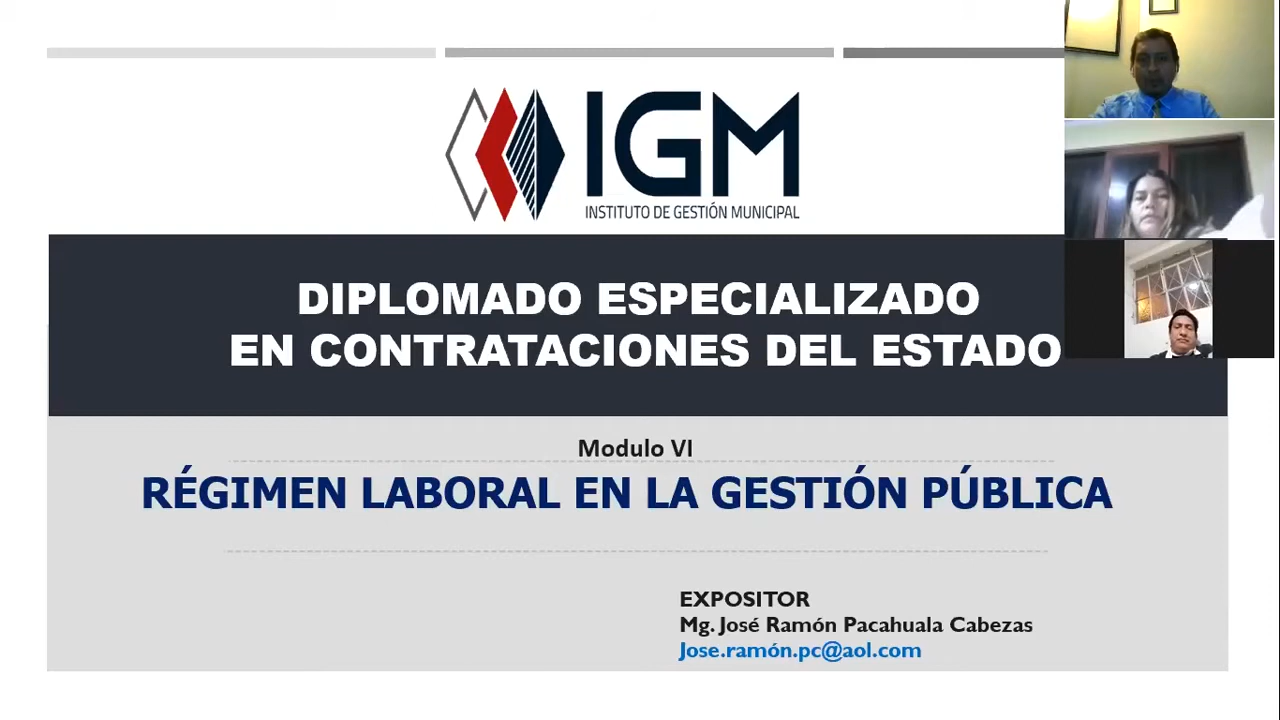 IGM
INSTITUTO DE GESTIÓN MUNICIPAL
DIPLOMADO ESPECIALIZADO
EN CONTRATACIONES DEL ESTADO
Modulo VI
RÉGIMEN LABORAL EN LA GESTIÓN PÚBLICA
EXPOSITOR
Mg. José Ramón Pacahuala Cabezas
Jose.ramón.pc@aol.com